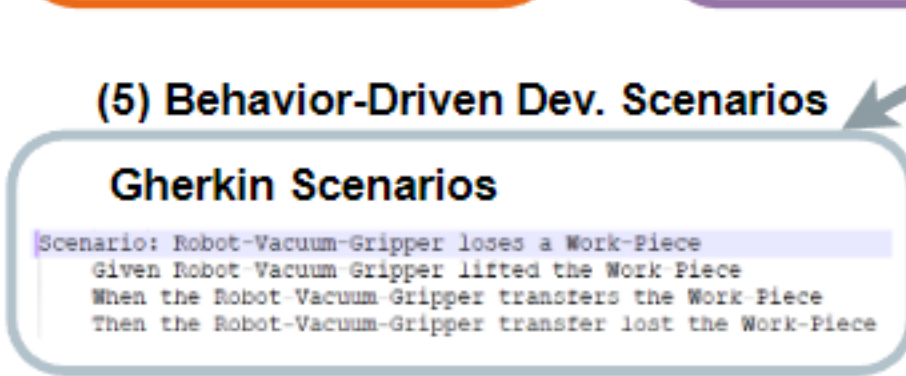 (5) Behavior-Driven Dev. Scenarios
Gherkin Scenarios
Scenario: Robot-Vacuum-Gripper loses a Work-Piece
Given Robot-Vacuum-Gripper lifted the Work-Piece
When the Robot-Vacuum-Gripper transfers the Work-Piece
Then the Robot-Vacuum-Gripper transfer lost the Work-Piece